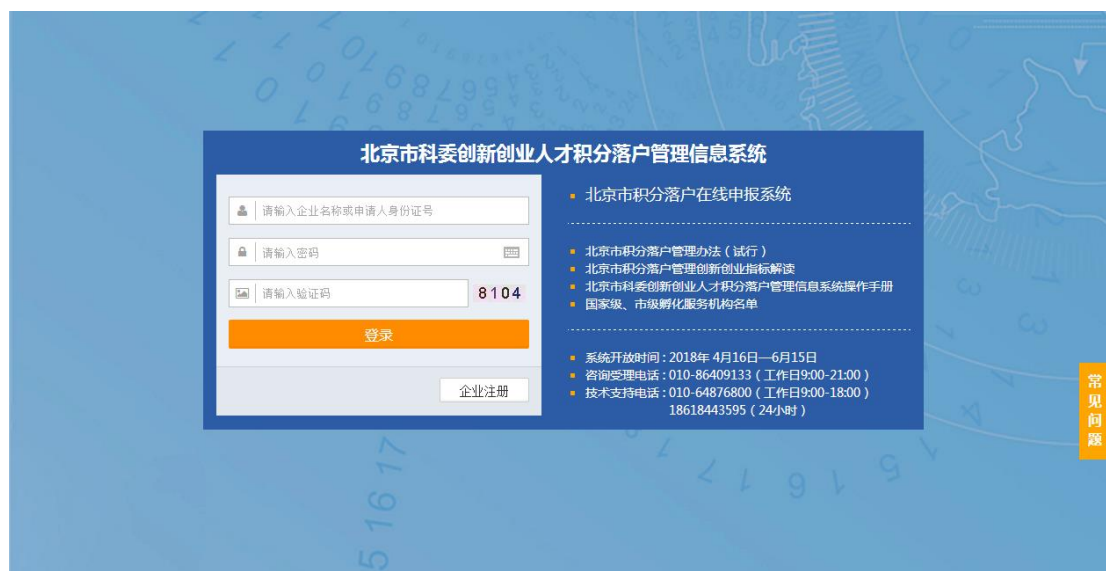 北京市科委创新创业人才积分落户管理信息系统
请输入企业名称或申请人身份证号
请输入密码
请输入验证码
8104
登录
企业注册
北京市积分落户在线申报系统
北京市积分落户管理办法（试行）
北京市积分落户管理创新创业指标解读
北京市科委创新创业人才积分落户管理信息系统操作手册
国家级、市级孵化服务机构名单
系统开放时间：2018年 4月16日—6月15日
咨询受理电话：010-86409133（工作日9:00-21:00）
技术支持电话：010-64876800（工作日9:00-18:00）
18618443595（24小时）
常见问题